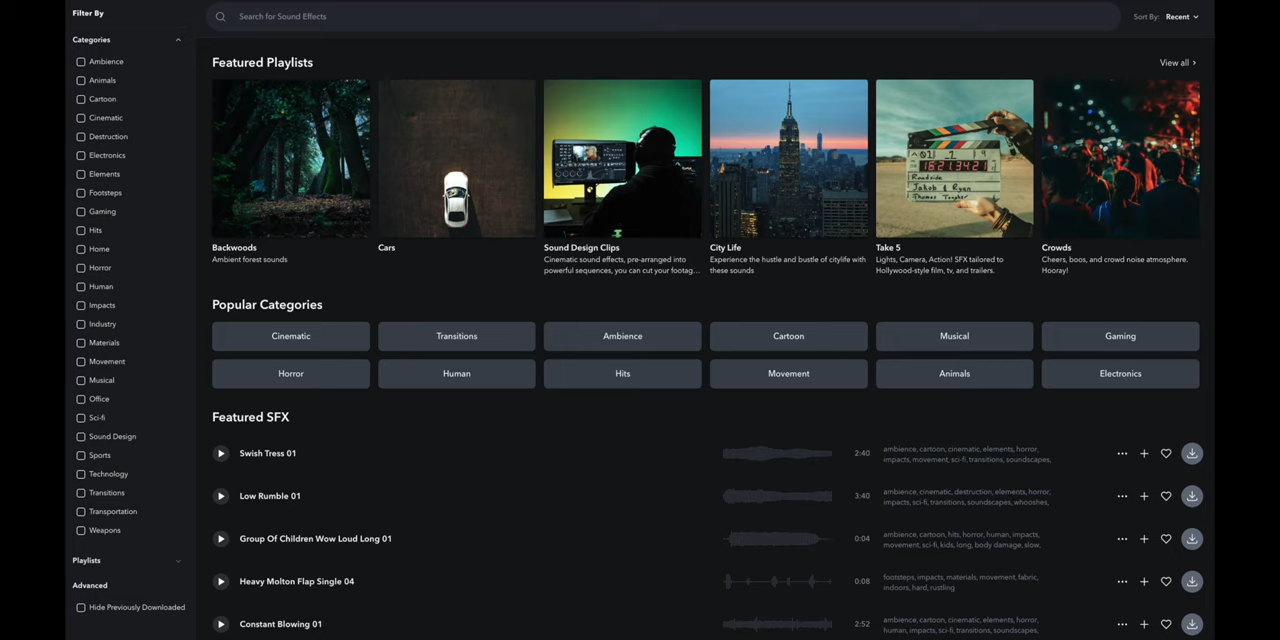 Filter By
Search for Sound Effects
Sort By: Recent
Categories
Ambience
Animals
Cartoon
Cinematic
Destruction
Electronics
Elements
Footsteps
Gaming
Hits
Home
Horror
Human
Impacts
Industry
Materials
Movement
Musical
Office
Sci-fi
Sound Design
Sports
Technology
Transitions
Transportation
Weapons
Playlists
Advanced
Hide Previously Downloaded
Featured Playlists
View all
01 1 4
16213421
Roadside
Jakob & Ryan
Thomas
Backwoods
Ambient forest sounds
Cars
Sound Design Clips
Cinematic sound effects, pre-arranged into
powerful sequences, you can cut your footag...
City Life
Experience the hustle and bustle of citylife with
these sounds
Take 5
Lights, Camera, Action! SFX tailored to
Hollywood-style film, tv, and trailers.
Crowds
Cheers, boos, and crowd noise atmosphere.
Hooray!
Popular Categories
Cinematic
Transitions
Ambience
Cartoon
Musical
Gaming
Horror
Human
Hits
Movement
Animals
Electronics
Featured SFX
Swish Tress 01
2:40
ambience, cartoon, cinematic, elements, horror,
impacts, movement, sci-fi, transitions, soundscapes,
Low Rumble 01
3:40
ambience, cinematic, destruction, elements, horror,
impacts, sci-fi, transitions, soundscapes, whooshes,
Group Of Children Wow Loud Long 01
0:04
ambience, cartoon, hits, horror, human, impacts,
movement, sci-fi, kids, long, body damage, slow,
Heavy Molton Flap Single 04
0:08
footsteps, impacts, materials, movement, fabric,
indoors, hard, rustling
Constant Blowing 01
2:52
ambience, cartoon, cinematic, elements, horror,
human, impacts, sci-fi, transitions, soundscapes,